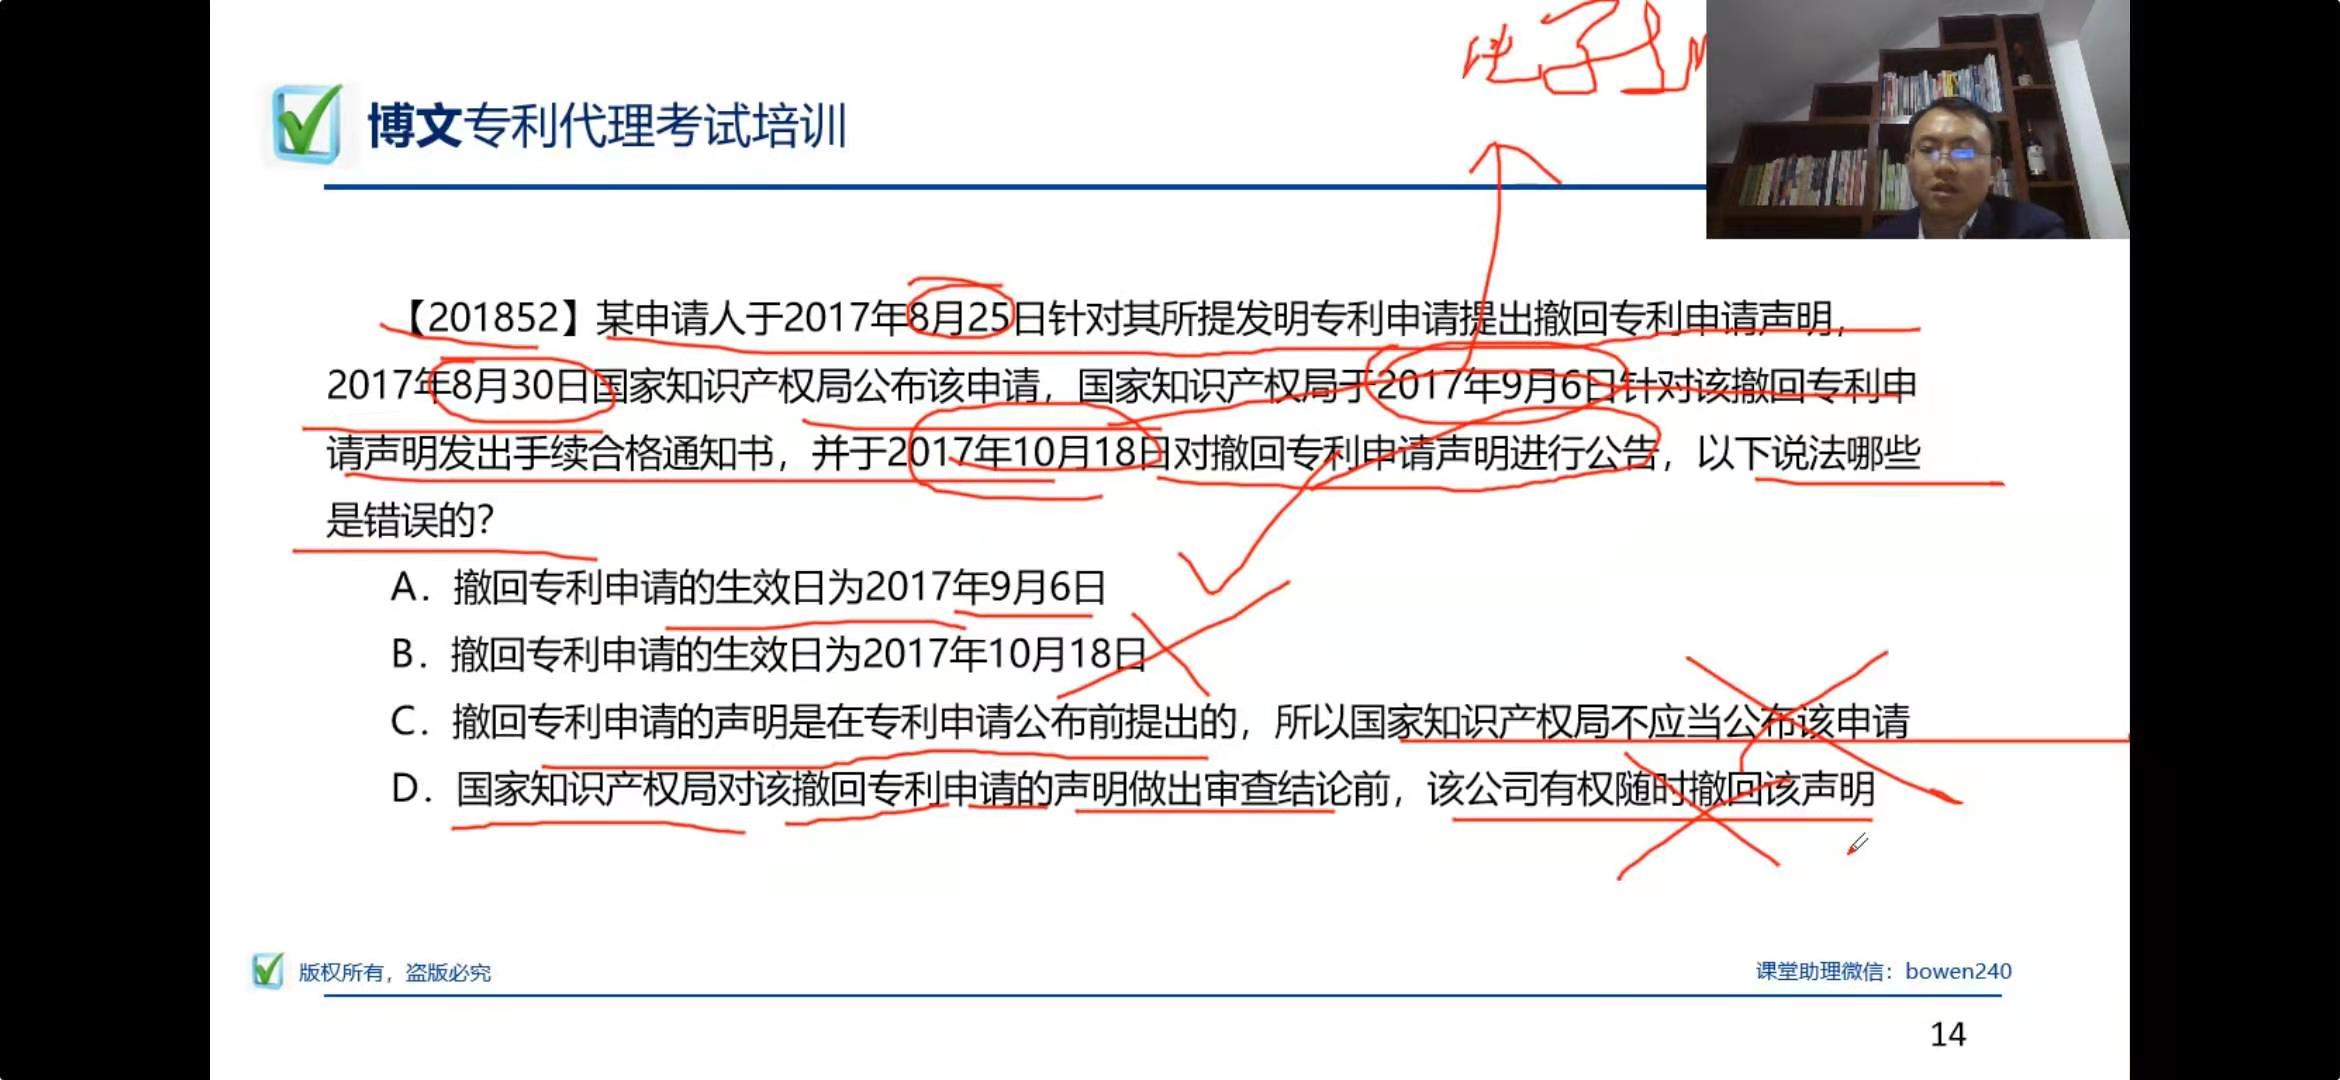 电子
博文专利代理考试培训
【201852】某申请人于2017年8月25日针对其所提发明专利申请提出撤回专利申请声明，
2017年8月30日国家知识产权局公布该申请，国家知识产权局于2017年9月6日针对该撤回专利申
请声明发出手续合格通知书，并于2017年10月18日对撤回专利申请声明进行公告，以下说法哪些
是错误的？
A. 撤回专利申请的生效日为2017年9月6日
B. 撤回专利申请的生效日为2017年10月18日
C. 撤回专利申请的声明是在专利申请公布前提出的，所以国家知识产权局不应当公布该申请
D. 国家知识产权局对该撤回专利申请的声明做出审查结论前，该公司有权随时撤回该声明
版权所有，盗版必究
课堂助理微信：bowen240
14